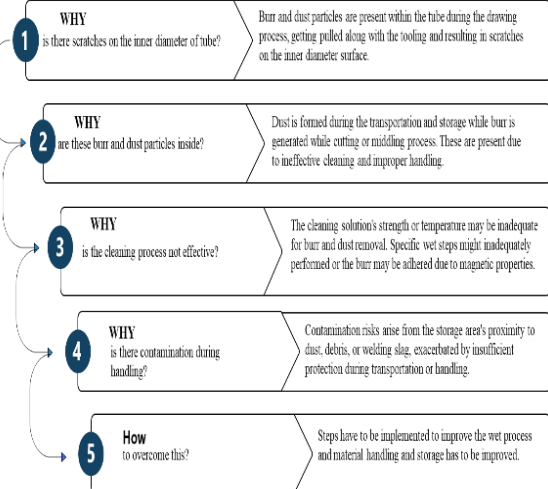 1
WHY
is there scratches on the inner diameter of tube?
Burr and dust particles are present within the tube during the drawing
process, getting pulled along with the tooling and resulting in scratches
on the inner diameter surface.
2
WHY
are these burr and dust particles inside?
Dust is formed during the transportation and storage while burr is
generated while cutting or middling process. These are present due
to ineffective cleaning and improper handling.
3
WHY
is the cleaning process not effective?
The cleaning solution's strength or temperature may be inadequate
for burr and dust removal. Specific wet steps might inadequately
performed or the burr may be adhered due to magnetic properties.
4
WHY
is there contamination during
handling?
Contamination risks arise from the storage area's proximity to
dust, debris, or welding slag, exacerbated by insufficient
protection during transportation or handling.
5
How
to overcome this?
Steps have to be implemented to improve the wet process
and material handling and storage has to be improved.